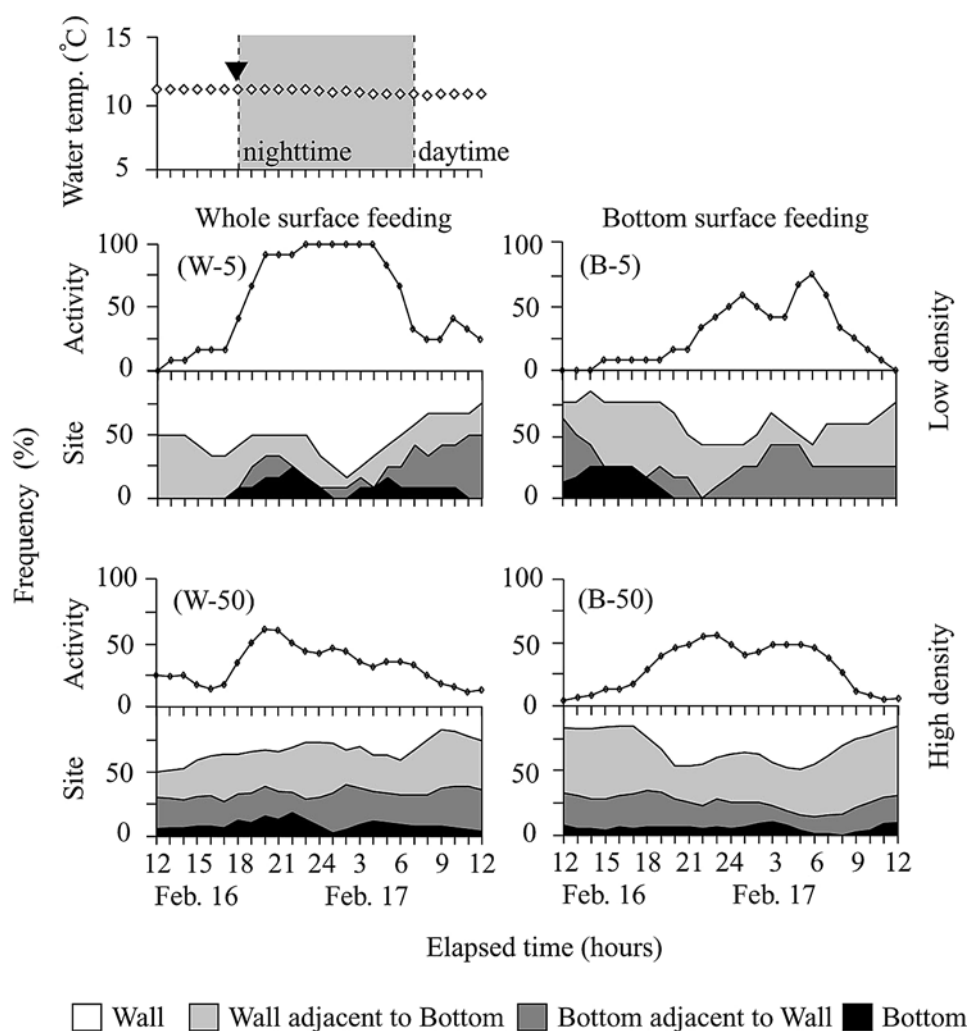 15
10
5
Water temp. (°C)
nighttime
daytime
Whole surface feeding
Bottom surface feeding
100
50
0
Activity
(W-5)
100
50
0
(B-5)
50
0
Site
50
0
Low density
Frequency (%)
100
50
0
Activity
(W-50)
100
50
0
(B-50)
50
0
Site
50
0
High density
12 15 18 21 24 3 6 9 12
12 15 18 21 24 3 6 9 12
Feb. 16 Feb. 17
Feb. 16 Feb. 17
Elapsed time (hours)
Wall Wall adjacent to Bottom Bottom adjacent to Wall Bottom